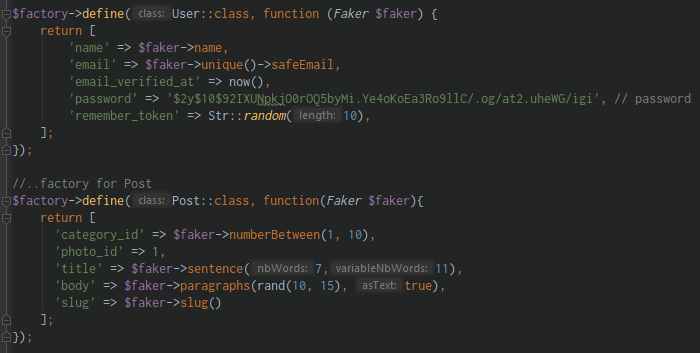 $factory->define( class: User::class, function (Faker $faker) {
    return [
        'name' => $faker->name,
        'email' => $faker->unique()->safeEmail,
        'email_verified_at' => now(),
        'password' => '$2y$10$92IXUNpkjO0rOQ5byMi.Ye4oKoEa3Ro9llC/.og/at2.uheWG/igi', // password
        'remember_token' => Str::random( length: 10),
    ];
});
//..factory for Post
$factory->define( class: Post::class, function(Faker $faker){
    return [
      'category_id' => $faker->numberBetween(1, 10),
      'photo_id' => 1,
      'title' => $faker->sentence( nbWords: 7, variableNbWords: 11),
      'body' => $faker->paragraphs(rand(10, 15), asText: true),
      'slug' => $faker->slug()
    ];
});